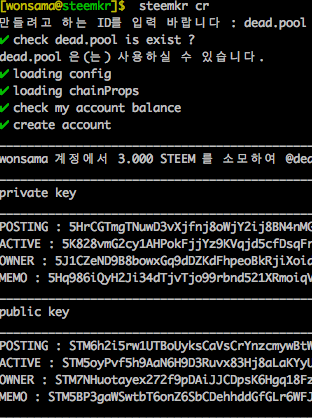 [wonsama@steemkr]$ steemkr cr
만들려고 하는 ID를 입력 바랍니다 : dead.pool
✔ check dead.pool is exist ?
dead.pool 은(는) 사용하실 수 있습니다.
✔ loading config
✔ loading chainProps
✔ check my account balance
✔ create account
wonsama 계정에서 3.000 STEEM 를 소모하여 @dea
private key
POSTING : 5HrCGTmgTNuwD3vXjfnj8oWjY2ij8BN4nMG
ACTIVE : 5K828vmG2cy1AHPokFjjYz9KVqjd5cfDsqFr
OWNER : 5J1CZeND9B8bowxGq9dDZKdFhpeoBkRjiXoic
MEMO : 5Hq986iQyH2Ji34dTjvTjo99rbnd521XRmoiqV
public key
POSTING : STM6h2i5rw1UTBoUyksCaVsCrYnzcmywBtW
ACTIVE : STM5oyPvf5h9AaN6H9D3Ruvx83Hj8aLaKYyU
OWNER : STM7NHuotayex272f9pDAiJJCDpsK6Hgq18Fz
MEMO : STM5BP3gaWSwtbT6onZ6SbCDehhddGfGLr6WFJ